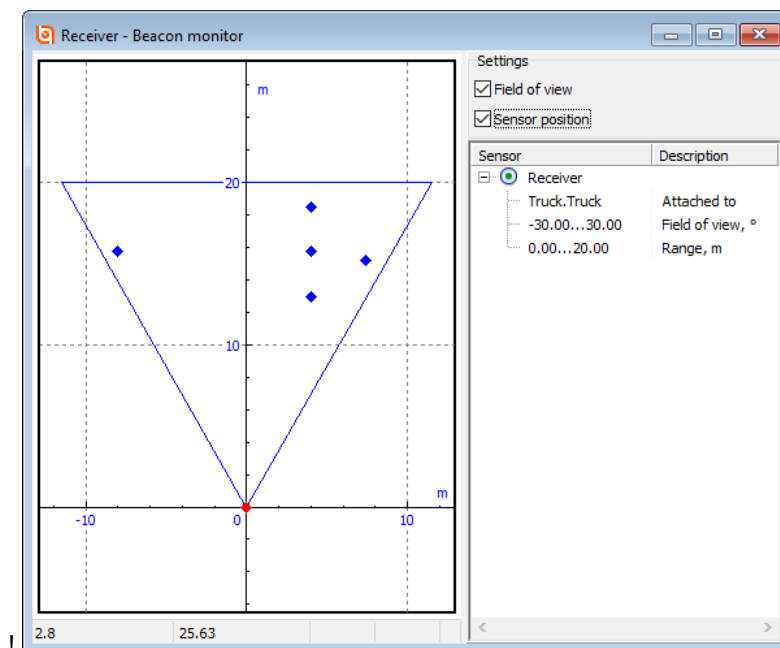 Receiver - Beacon monitor
m
20
10
m
-10
0
10
2.8
25.63
Settings
Field of view
Sensor position
Sensor Description
Receiver
Truck.Truck Attached to
-30.00...30.00 Field of view, °
0.00...20.00 Range, m
!